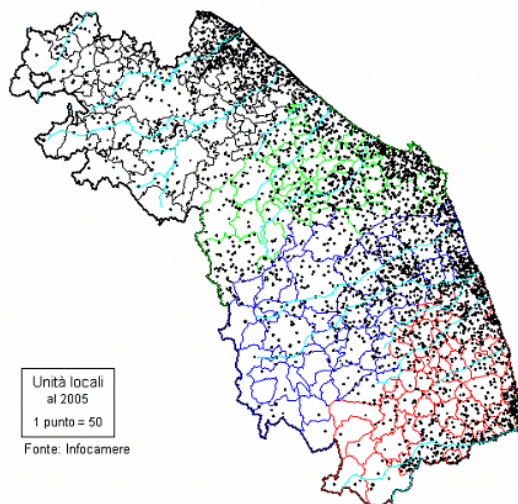 Unità locali
al 2005
1 punto = 50
Fonte: Infocamere